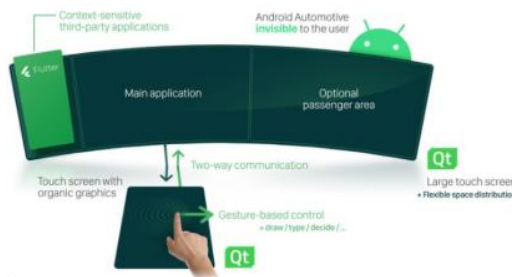 Context-sensitive
third-party applications
Android Automotive
invisible to the user
Flutter
Main application
Optional
passenger area
Two-way communication
Touch screen with
organic graphics
Qt
Large touch screen
+ Flexible space distributio
Gesture-based control
+ draw / type / decide / ...
Qt